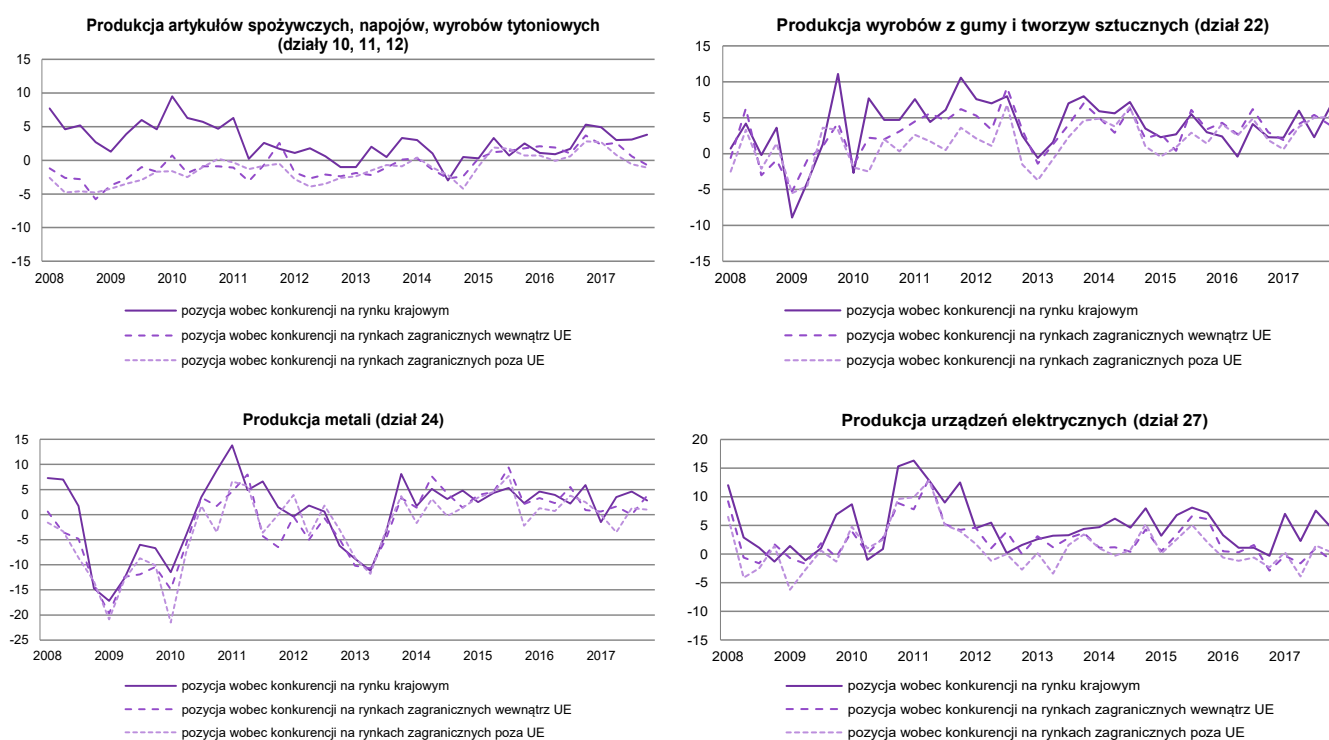 Produkcja artykułów spożywczych, napojów, wyrobów tytoniowych
(działy 10, 11, 12)
15
10
5
0
-5
-10
-15
2008 2009 2010 2011 2012 2013 2014 2015 2016 2017
pozycja wobec konkurencji na rynku krajowym
pozycja wobec konkurencji na rynkach zagranicznych wewnątrz UE
pozycja wobec konkurencji na rynkach zagranicznych poza UE
Produkcja wyrobów z gumy i tworzyw sztucznych (dział 22)
15
10
5
0
-5
-10
-15
2008 2009 2010 2011 2012 2013 2014 2015 2016 2017
pozycja wobec konkurencji na rynku krajowym
pozycja wobec konkurencji na rynkach zagranicznych wewnątrz UE
pozycja wobec konkurencji na rynkach zagranicznych poza UE
Produkcja metali (dział 24)
15
10
5
0
-5
-10
-15
-20
-25
2008 2009 2010 2011 2012 2013 2014 2015 2016 2017
pozycja wobec konkurencji na rynku krajowym
pozycja wobec konkurencji na rynkach zagranicznych wewnątrz UE
pozycja wobec konkurencji na rynkach zagranicznych poza UE
Produkcja urządzeń elektrycznych (dział 27)
20
15
10
5
0
-5
-10
-15
2008 2009 2010 2011 2012 2013 2014 2015 2016 2017
pozycja wobec konkurencji na rynku krajowym
pozycja wobec konkurencji na rynkach zagranicznych wewnątrz UE
pozycja wobec konkurencji na rynkach zagranicznych poza UE